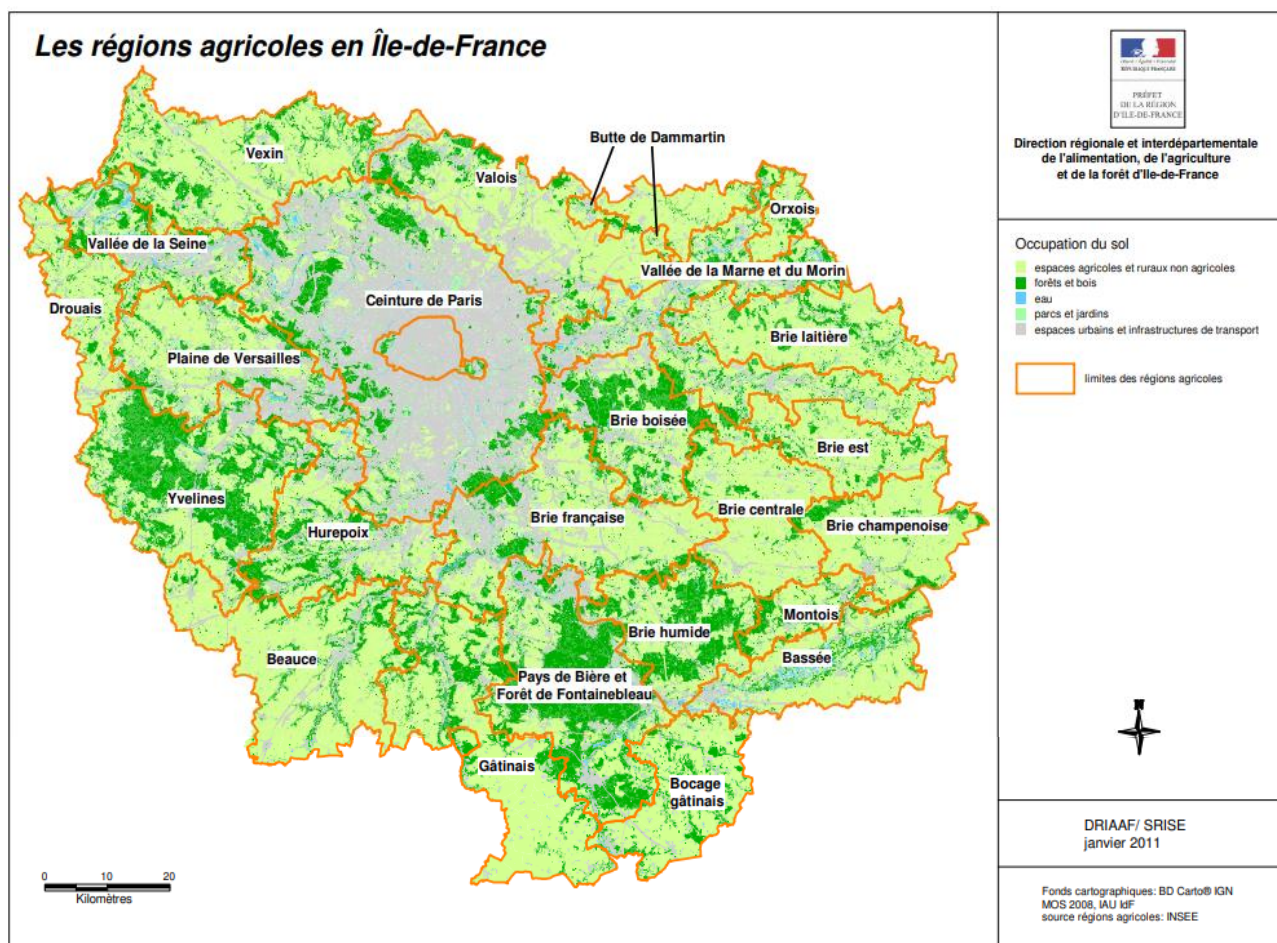 Les régions agricoles en Île-de-France
PRÉFET
DE LA RÉGION
D'ILE-DE-FRANCE
Direction régionale et interdépartementale
de l'alimentation, de l'agriculture
et de la forêt d'Ile-de-France
Butte de Dammartin
Vexin
Valois
Orxois
Vallée de la Seine
Vallée de la Marne et du Morin
Ceinture de Paris
Drouais
Brie laitière
Plaine de Versailles
Brie boisée
Brie est
Yvelines
Brie centrale
Brie française
Brie champenoise
Hurepoix
Montois
Brie humide
Beauce
Bassée
Pays de Bière et
Forêt de Fontainebleau
Gâtinais
Bocage
gâtinais
0 10 20
Kilomètres
Occupation du sol
espaces agricoles et ruraux non agricoles
forêts et bois
eau
parcs et jardins
espaces urbains et infrastructures de transport
limites des régions agricoles
N
DRIAAF/ SRISE
janvier 2011
Fonds cartographiques: BD Carto® IGN
MOS 2008, IAU IdF
source régions agricoles: INSEE